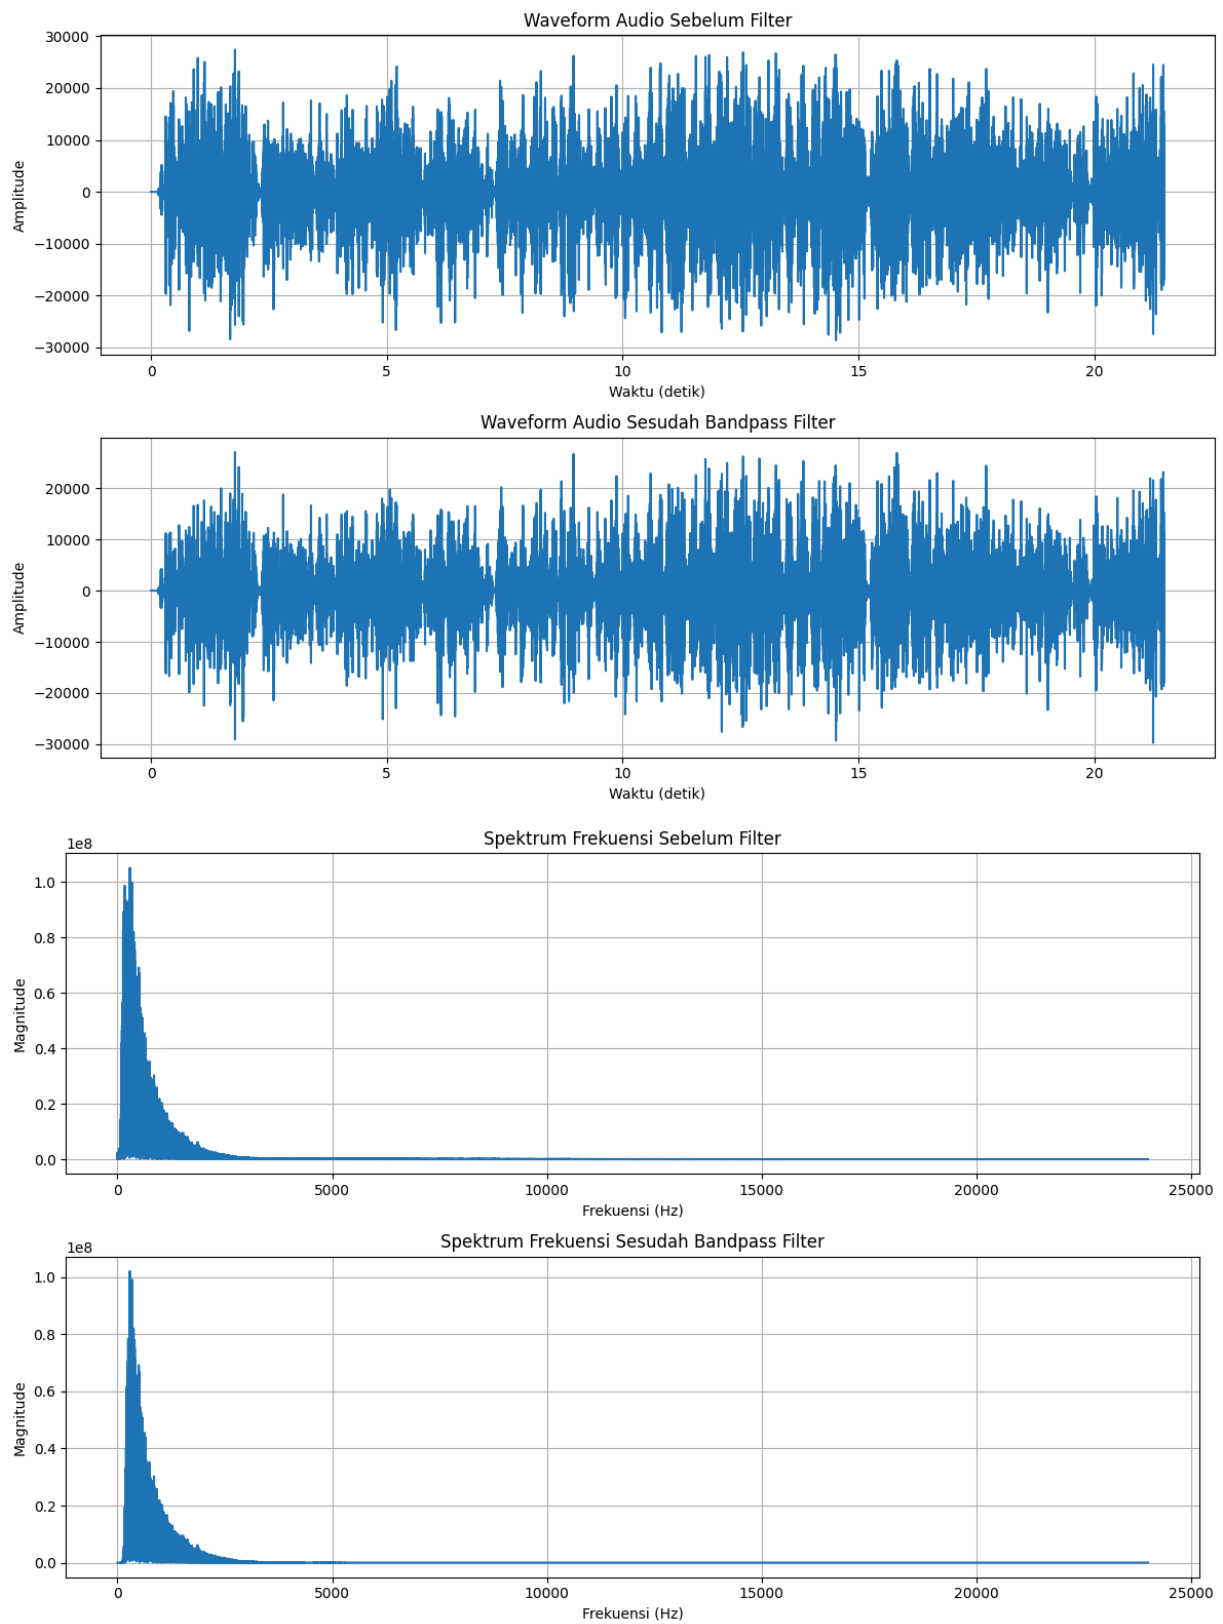 Waveform Audio Sebelum Filter
30000
20000
10000
0
−10000
−20000
−30000
Amplitude
0 5 10 15 20
Waktu (detik)
Waveform Audio Sesudah Bandpass Filter
20000
10000
0
−10000
−20000
−30000
Amplitude
0 5 10 15 20
Waktu (detik)
Spektrum Frekuensi Sebelum Filter
1e8
1.0
0.8
0.6
0.4
0.2
0.0
Magnitude
0 5000 10000 15000 20000 25000
Frekuensi (Hz)
Spektrum Frekuensi Sesudah Bandpass Filter
1e8
1.0
0.8
0.6
0.4
0.2
0.0
Magnitude
0 5000 10000 15000 20000 25000
Frekuensi (Hz)